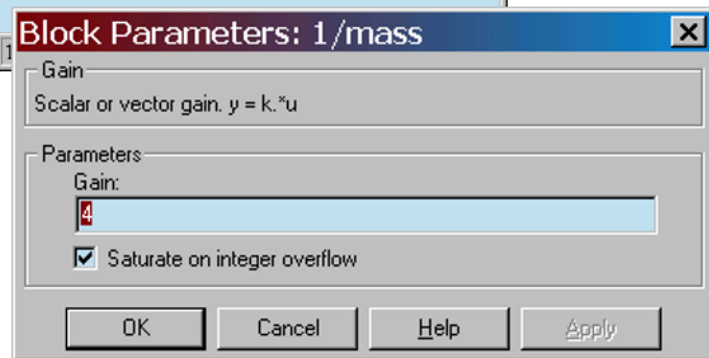 Block Parameters: 1/mass
1
Gain
Scalar or vector gain. y = k.*u
Parameters
Gain:
4
Saturate on integer overflow
OK Cancel Help Apply